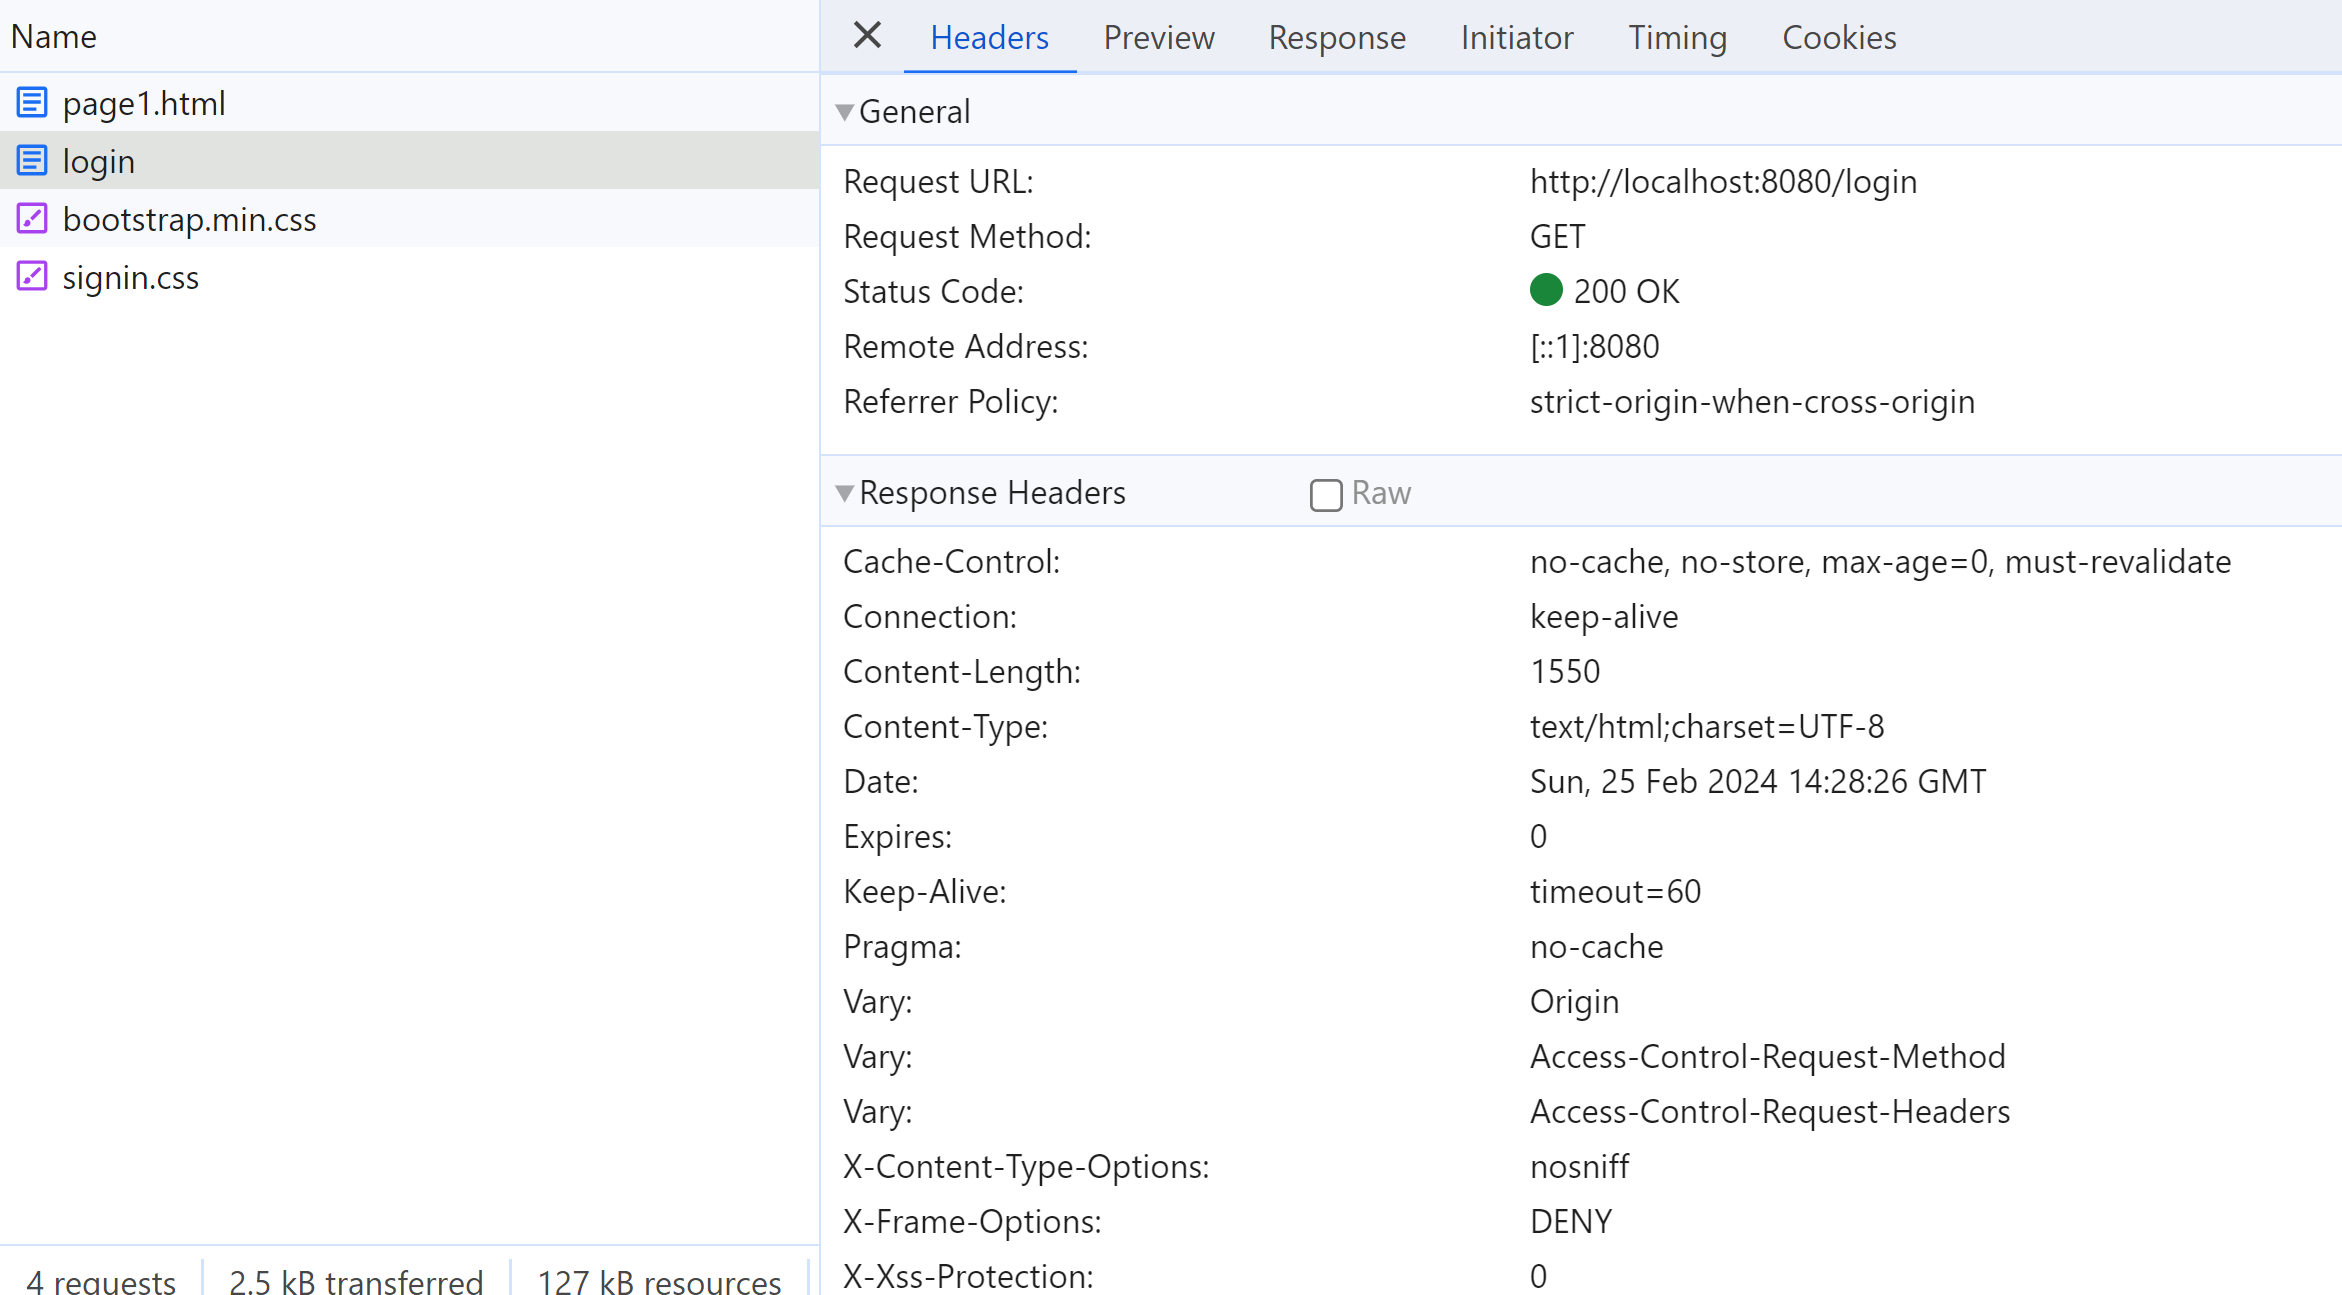 Name
page1.html
login
bootstrap.min.css
signin.css
4 requests 2.5 kB transferred 127 kB resources
Headers Preview Response Initiator Timing Cookies
General
Request URL: http://localhost:8080/login
Request Method: GET
Status Code: 200 OK
Remote Address: [::1]:8080
Referrer Policy: strict-origin-when-cross-origin
Response Headers Raw
Cache-Control: no-cache, no-store, max-age=0, must-revalidate
Connection: keep-alive
Content-Length: 1550
Content-Type: text/html;charset=UTF-8
Date: Sun, 25 Feb 2024 14:28:26 GMT
Expires: 0
Keep-Alive: timeout=60
Pragma: no-cache
Vary: Origin
Vary: Access-Control-Request-Method
Vary: Access-Control-Request-Headers
X-Content-Type-Options: nosniff
X-Frame-Options: DENY
X-Xss-Protection: 0